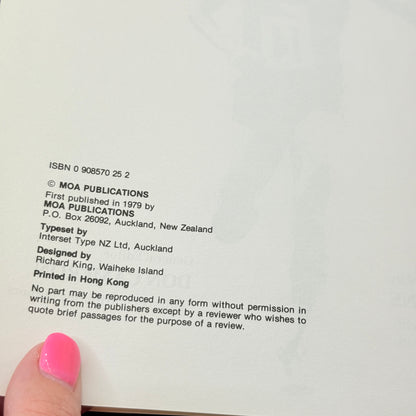 ISBN 0 908570 25 2
© MOA PUBLICATIONS
First published in 1979 by
MOA PUBLICATIONS
P.O. Box 26092, Auckland, New Zealand
Typeset by
Interset Type NZ Ltd, Auckland
Designed by
Richard King, Waiheke Island
Printed in Hong Kong
No part may be reproduced in any form without permission in
writing from the publishers except by a reviewer who wishes to
quote brief passages for the purpose of a review.